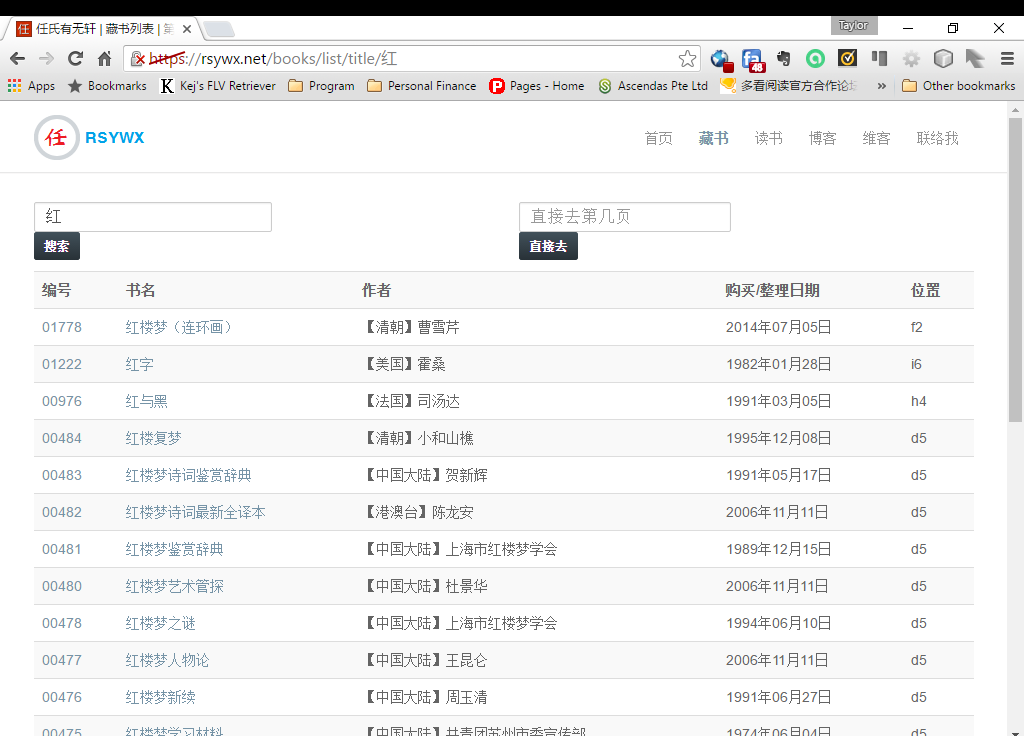 Taylor
任 任氏有无轩 | 藏书列表 | 第
https://rsywx.net/books/list/title/红
48
Apps Bookmarks K Kej's FLV Retriever Program Personal Finance Pages - Home Ascendas Pte Ltd 多看阅读官方合作论坛 » Other bookmarks
任 RSYWX 首页 藏书 读书 博客 维客 联络我
红 直接去第几页
搜索 直接去
编号 书名 作者 购买/整理日期 位置
01778 红楼梦（连环画） 【清朝】曹雪芹 2014年07月05日 f2
01222 红字 【美国】霍桑 1982年01月28日 i6
00976 红与黑 【法国】司汤达 1991年03月05日 h4
00484 红楼复梦 【清朝】小和山樵 1995年12月08日 d5
00483 红楼梦诗词鉴赏辞典 【中国大陆】贺新辉 1991年05月17日 d5
00482 红楼梦诗词最新全译本 【港澳台】陈龙安 2006年11月11日 d5
00481 红楼梦鉴赏辞典 【中国大陆】上海市红楼梦学会 1989年12月15日 d5
00480 红楼梦艺术管探 【中国大陆】杜景华 2006年11月11日 d5
00478 红楼梦之谜 【中国大陆】上海市红楼梦学会 1994年06月10日 d5
00477 红楼梦人物论 【中国大陆】王昆仑 2006年11月11日 d5
00476 红楼梦新续 【中国大陆】周玉清 1991年06月27日 d5
00475 红楼梦学习材料 【中国大陆】共青团苏州市委宣传部 1974年06月04日 d5